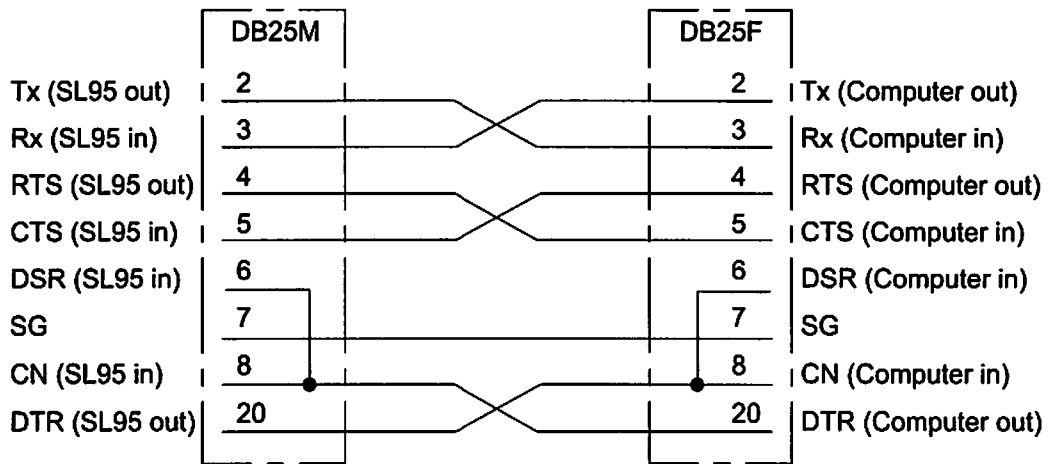 DB25M DB25F
Tx (SL95 out) 2 2 Tx (Computer out)
Rx (SL95 in) 3 3 Rx (Computer in)
RTS (SL95 out) 4 4 RTS (Computer out)
CTS (SL95 in) 5 5 CTS (Computer in)
DSR (SL95 in) 6 6 DSR (Computer in)
SG 7 7 SG
CN (SL95 in) 8 8 CN (Computer in)
DTR (SL95 out) 20 20 DTR (Computer out)